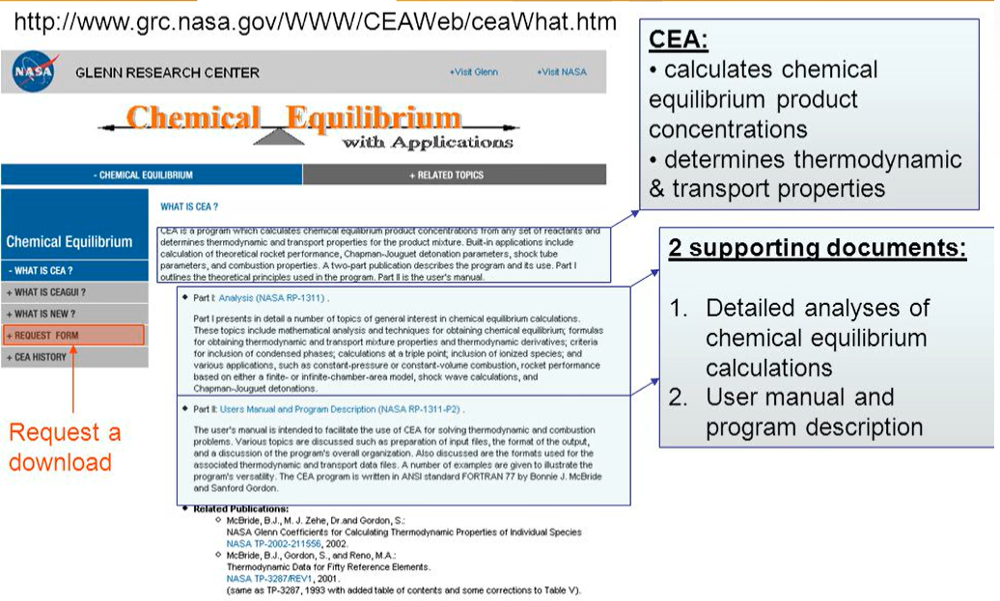 http://www.grc.nasa.gov/WWW/CEAWeb/ceaWhat.htm
NASA
GLENN RESEARCH CENTER
+Visit Glenn
+Visit NASA
Chemical Equilibrium
with Applications
- CHEMICAL EQUILIBRIUM
+ RELATED TOPICS
Chemical Equilibrium
- WHAT IS CEA ?
+ WHAT IS CEAGUI ?
+ WHAT IS NEW ?
+ REQUEST FORM
+ CEA HISTORY
Request a
download
WHAT IS CEA ?
CEA is a program which calculates chemical equilibrium product concentrations from any set of reactants and
determines thermodynamic and transport properties for the product mixture. Built-in applications include
calculation of theoretical rocket performance, Chapman-Jouguet detonation parameters, shock tube
parameters, and combustion properties. A two-part publication describes the program and its use. Part I
outlines the theoretical principles used in the program. Part II is the user's manual.
◆ Part I: Analysis (NASA RP-1311) .
Part I presents in detail a number of topics of general interest in chemical equilibrium calculations.
These topics include mathematical analysis and techniques for obtaining chemical equilibrium; formulas
for obtaining thermodynamic and transport mixture properties and thermodynamic derivatives; criteria
for inclusion of condensed phases; calculations at a triple point; inclusion of ionized species; and
various applications, such as constant-pressure or constant-volume combustion, rocket performance
based on either a finite- or infinite-chamber-area model, shock wave calculations, and
Chapman-Jouguet detonations.
◆ Part II: Users Manual and Program Description (NASA RP-1311-P2) .
The user's manual is intended to facilitate the use of CEA for solving thermodynamic and combustion
problems. Various topics are discussed such as preparation of input files, the format of the output,
and a discussion of the program's overall organization. Also discussed are the formats used for the
associated thermodynamic and transport data files. A number of examples are given to illustrate the
program's versatility. The CEA program is written in ANSI standard FORTRAN 77 by Bonnie J. McBride
and Sanford Gordon.
◆ Related Publications:
◇ McBride, B.J., M. J. Zehe, Dr.and Gordon, S.:
NASA Glenn Coefficients for Calculating Thermodynamic Properties of Individual Species
NASA TP-2002-211556, 2002.
◇ McBride, B.J., Gordon, S., and Reno, M.A.:
Thermodynamic Data for Fifty Reference Elements.
NASA TP-3287/REV1, 2001.
(same as TP-3287, 1993 with added table of contents and some corrections to Table V).
CEA:
• calculates chemical
equilibrium product
concentrations
• determines thermodynamic
& transport properties
2 supporting documents:
1. Detailed analyses of
chemical equilibrium
calculations
2. User manual and
program description